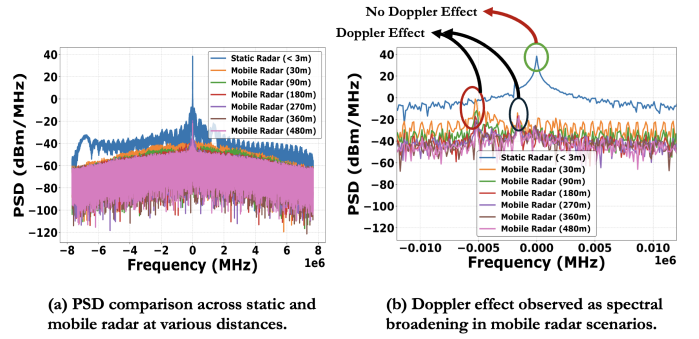 No Doppler Effect
Doppler Effect
PSD (dBm/MHz)
40
20
0
−20
−40
−60
−80
−100
−120
Static Radar (< 3m)
Mobile Radar (30m)
Mobile Radar (90m)
Mobile Radar (180m)
Mobile Radar (270m)
Mobile Radar (360m)
Mobile Radar (480m)
−8 −6 −4 −2 0 2 4 6 8
1e6
Frequency (MHz)
PSD (dBm/MHz)
40
20
0
−20
−40
−60
−80
−100
−120
Static Radar (< 3m)
Mobile Radar (30m)
Mobile Radar (90m)
Mobile Radar (180m)
Mobile Radar (270m)
Mobile Radar (360m)
Mobile Radar (480m)
−0.010 −0.005 0.000 0.005 0.010
1e6
Frequency (MHz)
(a) PSD comparison across static and
mobile radar at various distances.
(b) Doppler effect observed as spectral
broadening in mobile radar scenarios.